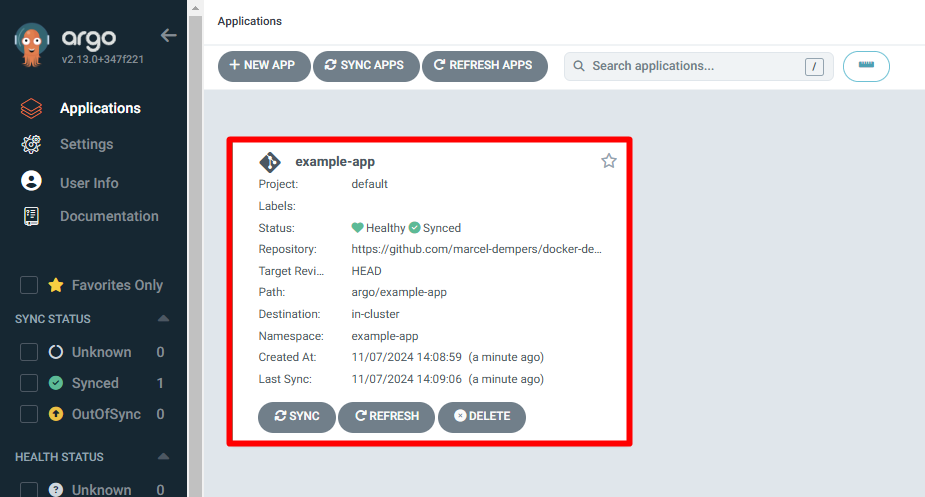 argo
v2.13.0+347f221
Applications
Settings
User Info
Documentation
Favorites Only
SYNC STATUS
Unknown 0
Synced 1
OutOfSync 0
HEALTH STATUS
Unknown 0
Applications
NEW APP SYNC APPS REFRESH APPS Search applications... /
example-app
Project: default
Labels:
Status: Healthy Synced
Repository: https://github.com/marcel-dempers/docker-de...
Target Revi... HEAD
Path: argo/example-app
Destination: in-cluster
Namespace: example-app
Created At: 11/07/2024 14:08:59 (a minute ago)
Last Sync: 11/07/2024 14:09:06 (a minute ago)
SYNC REFRESH DELETE